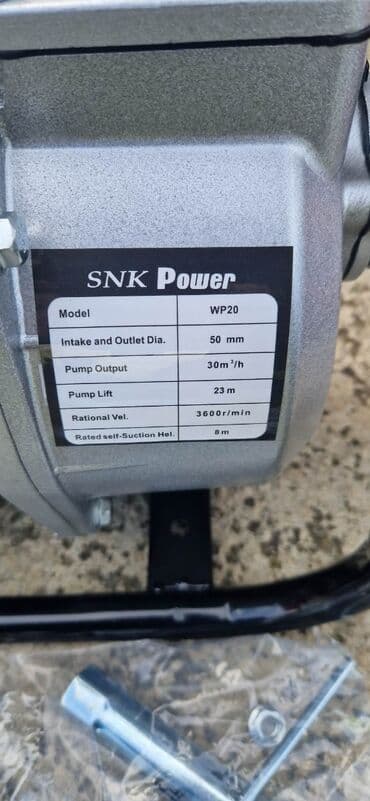 SNK Power
Model WP20
Intake and Outlet Dia. 50 mm
Pump Output 30m³/h
Pump Lift 23 m
Rational Vel. 3600r/min
Rated self-Suction Hel. 8 m